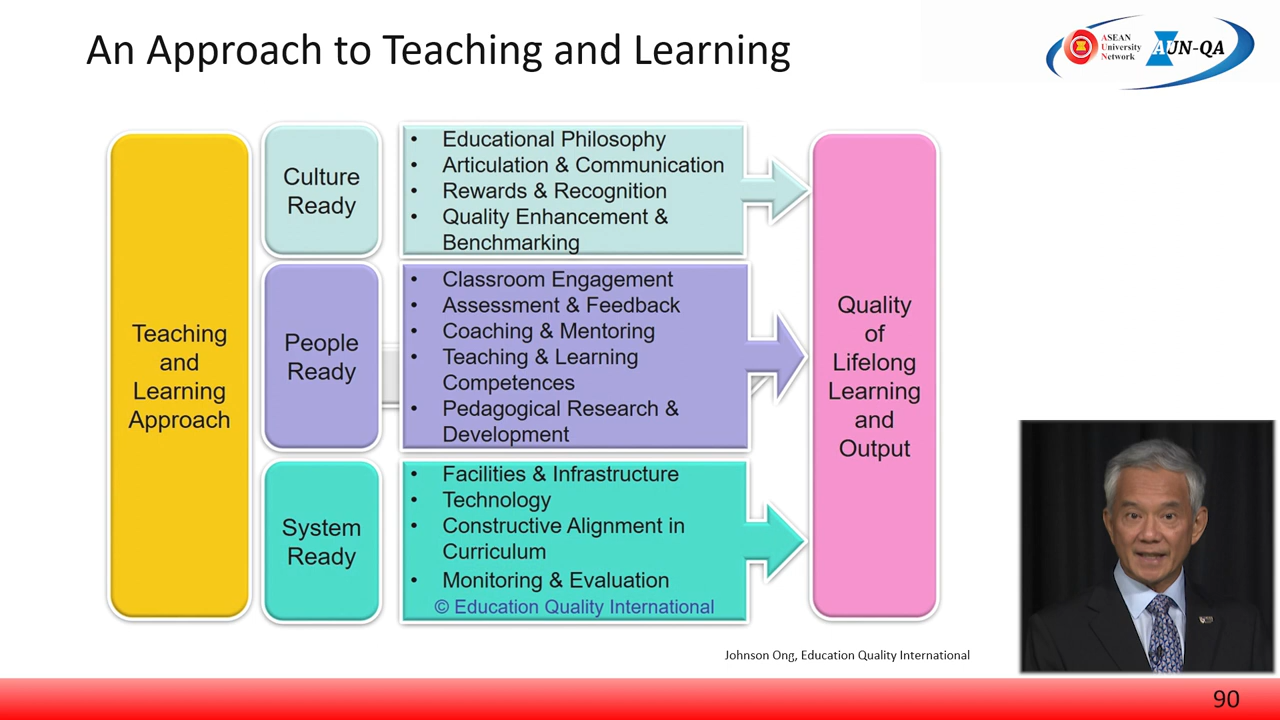 An Approach to Teaching and Learning
ASEAN
University
Network
AUN-QA
Teaching
and
Learning
Approach
Culture
Ready
• Educational Philosophy
• Articulation & Communication
• Rewards & Recognition
• Quality Enhancement &
Benchmarking
People
Ready
• Classroom Engagement
• Assessment & Feedback
• Coaching & Mentoring
• Teaching & Learning
Competences
• Pedagogical Research &
Development
System
Ready
• Facilities & Infrastructure
• Technology
• Constructive Alignment in
Curriculum
• Monitoring & Evaluation
© Education Quality International
Quality
of
Lifelong
Learning
and
Output
Johnson Ong, Education Quality International
90